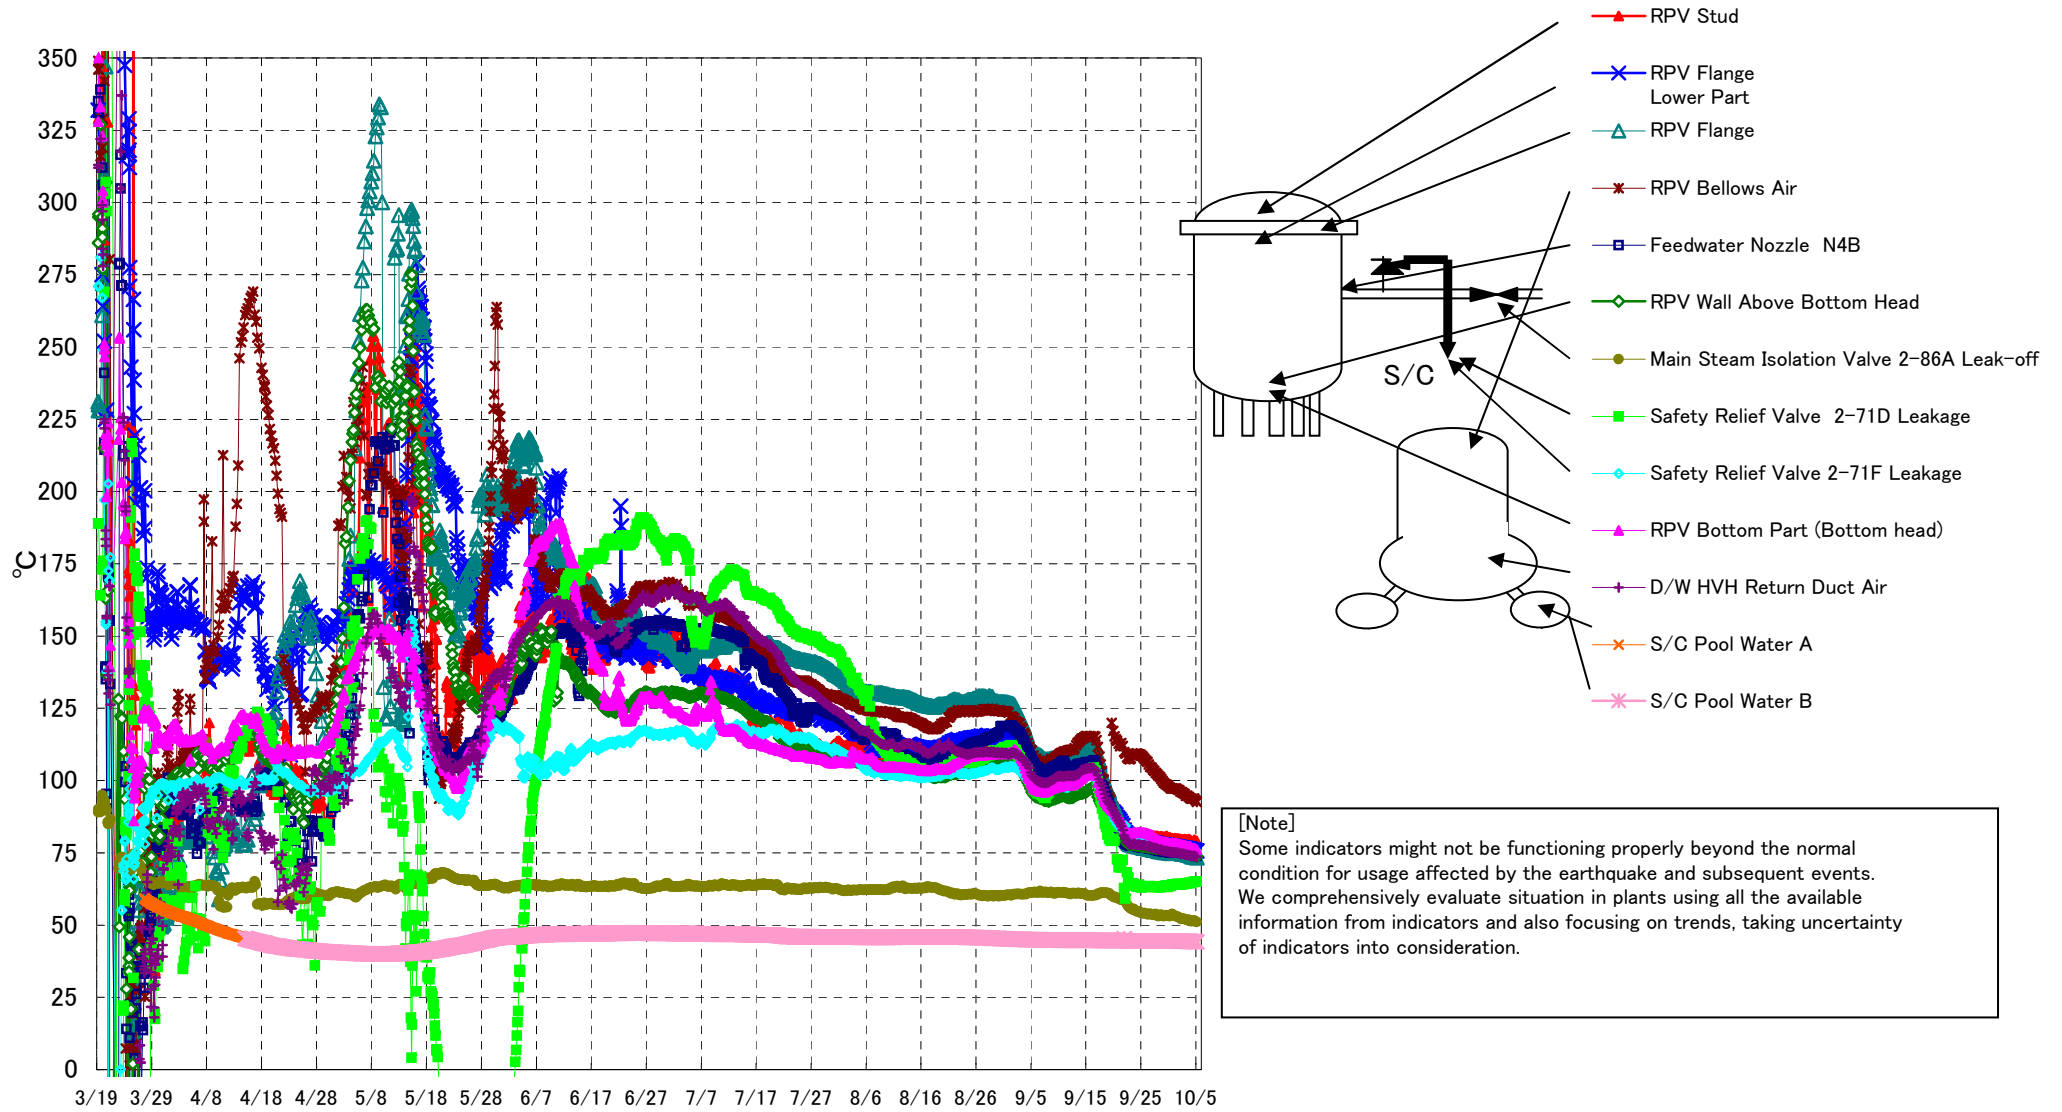 350
325
300
275
250
225
200
175
150
125
100
75
50
25
0
℃
3/19 3/29 4/8 4/18 4/28 5/8 5/18 5/28 6/7 6/17 6/27 7/7 7/17 7/27 8/6 8/16 8/26 9/5 9/15 9/25 10/5
RPV Stud
RPV Flange
Lower Part
RPV Flange
RPV Bellows Air
Feedwater Nozzle N4B
RPV Wall Above Bottom Head
Main Steam Isolation Valve 2-86A Leak-off
Safety Relief Valve 2-71D Leakage
Safety Relief Valve 2-71F Leakage
RPV Bottom Part (Bottom head)
D/W HVH Return Duct Air
S/C Pool Water A
S/C Pool Water B
S/C
[Note]
Some indicators might not be functioning properly beyond the normal
condition for usage affected by the earthquake and subsequent events.
We comprehensively evaluate situation in plants using all the available
information from indicators and also focusing on trends, taking uncertainty
of indicators into consideration.